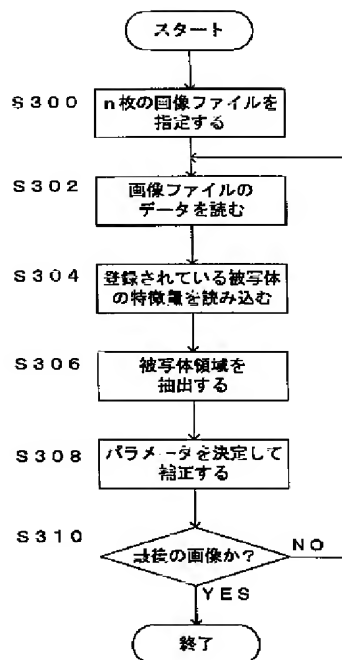 スタート
S300
n枚の画像ファイルを
指定する
S302
画像ファイルの
データを読む
S304
登録されている被写体
の特徴量を読み込む
S306
被写体領域を
抽出する
S308
パラメータを決定して
補正する
S310
最後の画像か?
NO
YES
終了